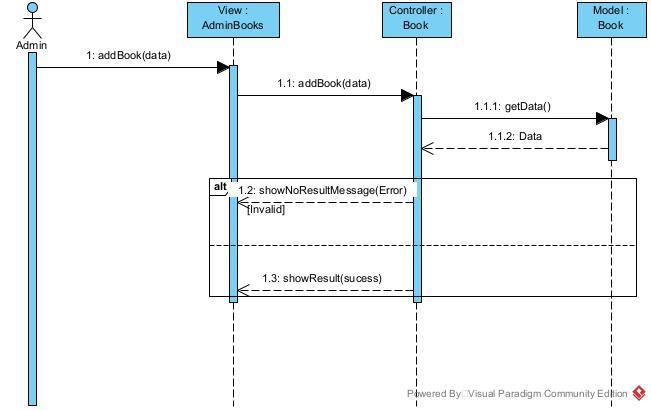 View :
AdminBooks
Controller :
Book
Model :
Book
Admin
1: addBook(data)
1.1: addBook(data)
1.1.1: getData()
1.1.2: Data
alt
1.2: showNoResultMessage(Error)
[Invalid]
1.3: showResult(sucess)
Powered By Visual Paradigm Community Edition